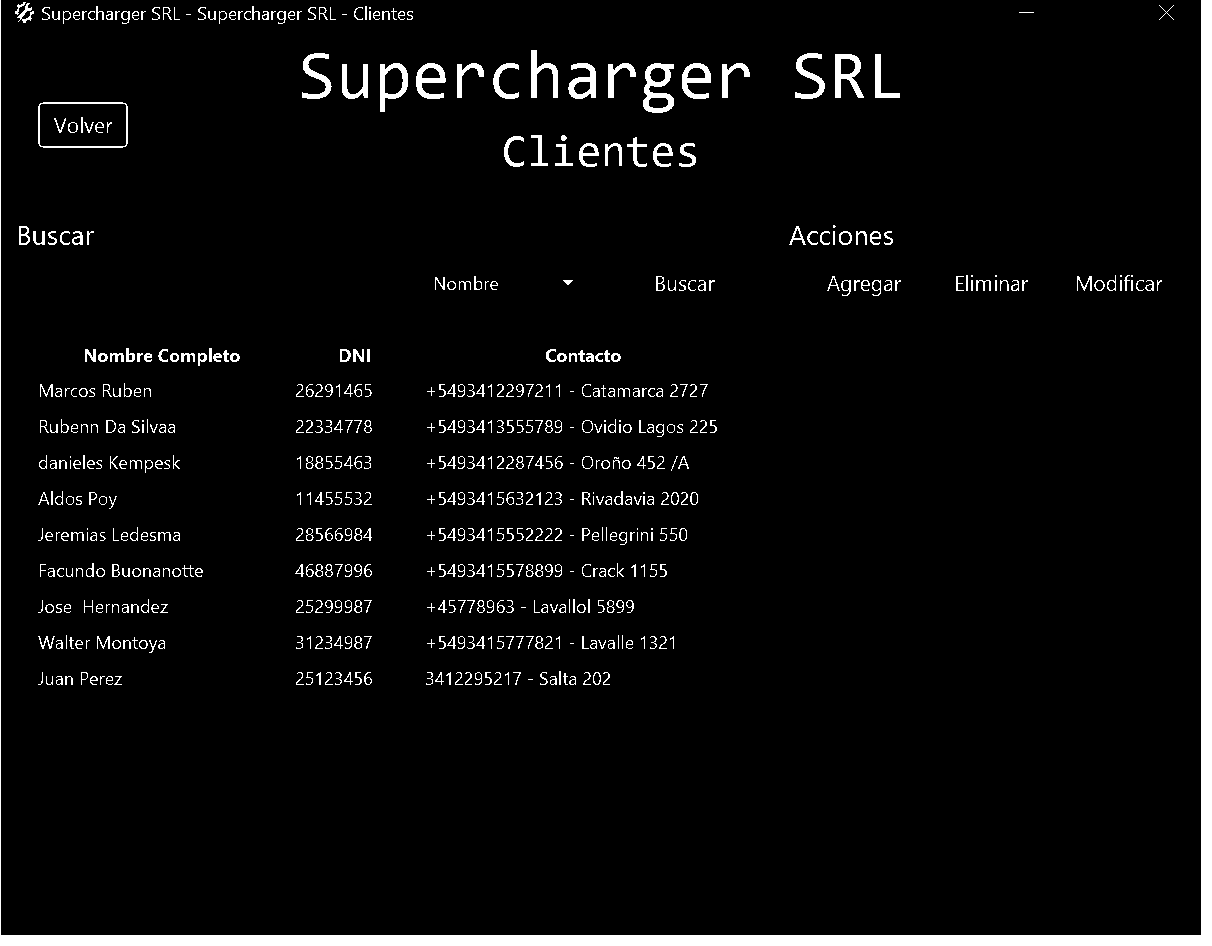 Supercharger SRL - Supercharger SRL - Clientes
Supercharger SRL
Volver
Clientes
Buscar
Acciones
Nombre
Buscar
Agregar
Eliminar
Modificar
Nombre Completo DNI Contacto
Marcos Ruben 26291465 +5493412297211 - Catamarca 2727
Rubenn Da Silvaa 22334778 +5493413555789 - Ovidio Lagos 225
danieles Kempesk 18855463 +5493412287456 - Oroño 452 /A
Aldos Poy 11455532 +5493415632123 - Rivadavia 2020
Jeremias Ledesma 28566984 +5493415552222 - Pellegrini 550
Facundo Buonanotte 46887996 +5493415578899 - Crack 1155
Jose  Hernandez 25299987 +45778963 - Lavallol 5899
Walter Montoya 31234987 +5493415777821 - Lavalle 1321
Juan Perez 25123456 3412295217 - Salta 202